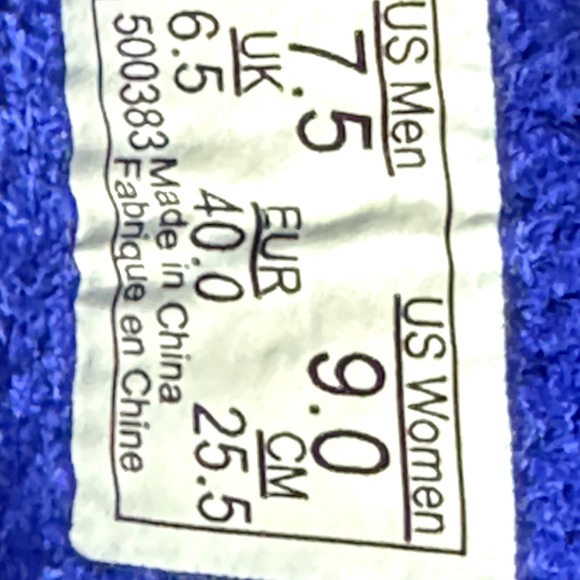 US Men US Women
7.5 9.0
UK EUR CM
6.5 40.0 25.5
Made in China
500383 Fabrique en Chine